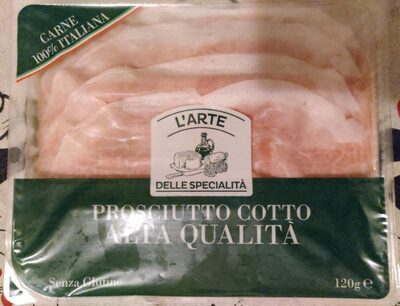 CARNE
100% ITALIANA
L'ARTE
DELLE SPECIALITÀ
PROSCIUTTO COTTO
ALTA QUALITÀ
Senza Glutine
120g e